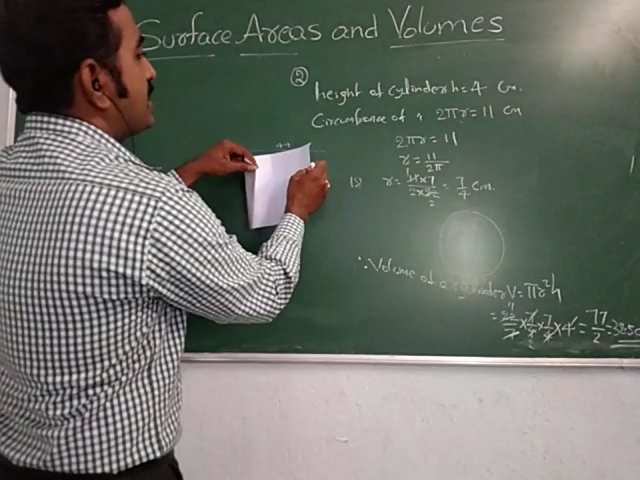 Surface Areas and Volumes
②
Height of cylinder h = 4 cm.
Circumference of a 2πr = 11 cm
2πr = 11
44
r = 11/2π
r = 11×7/2×22 = 7/4 cm.
∴ Volume of a cylinder V = πr²h
= 22/7 × 7/4 × 7/4 × 4 = 77/2 = 38.5